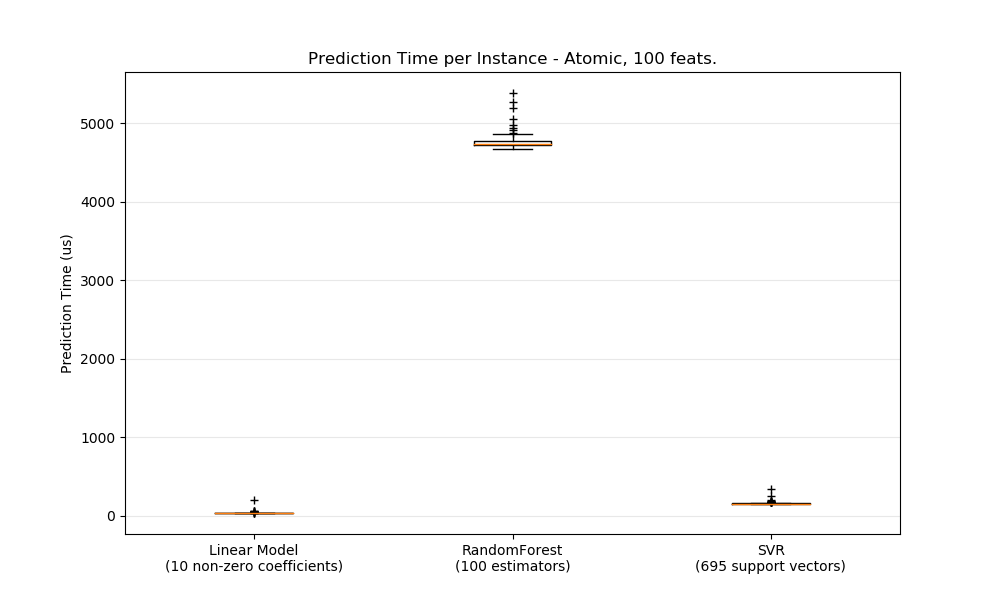 Prediction Time per Instance - Atomic, 100 feats.
Prediction Time (us)
5000
4000
3000
2000
1000
0
Linear Model
(10 non-zero coefficients)
RandomForest
(100 estimators)
SVR
(695 support vectors)